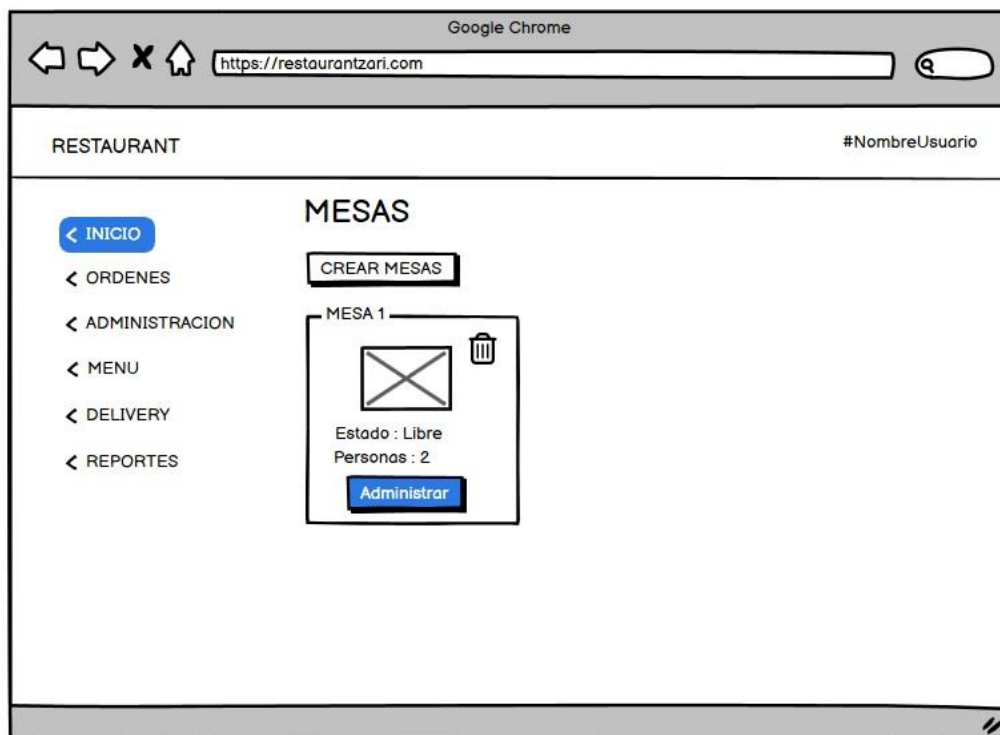 Google Chrome
https://restaurantzari.com
RESTAURANT
#NombreUsuario
INICIO
ORDENES
ADMINISTRACION
MENU
DELIVERY
REPORTES
MESAS
CREAR MESAS
MESA 1
Estado : Libre
Personas : 2
Administrar